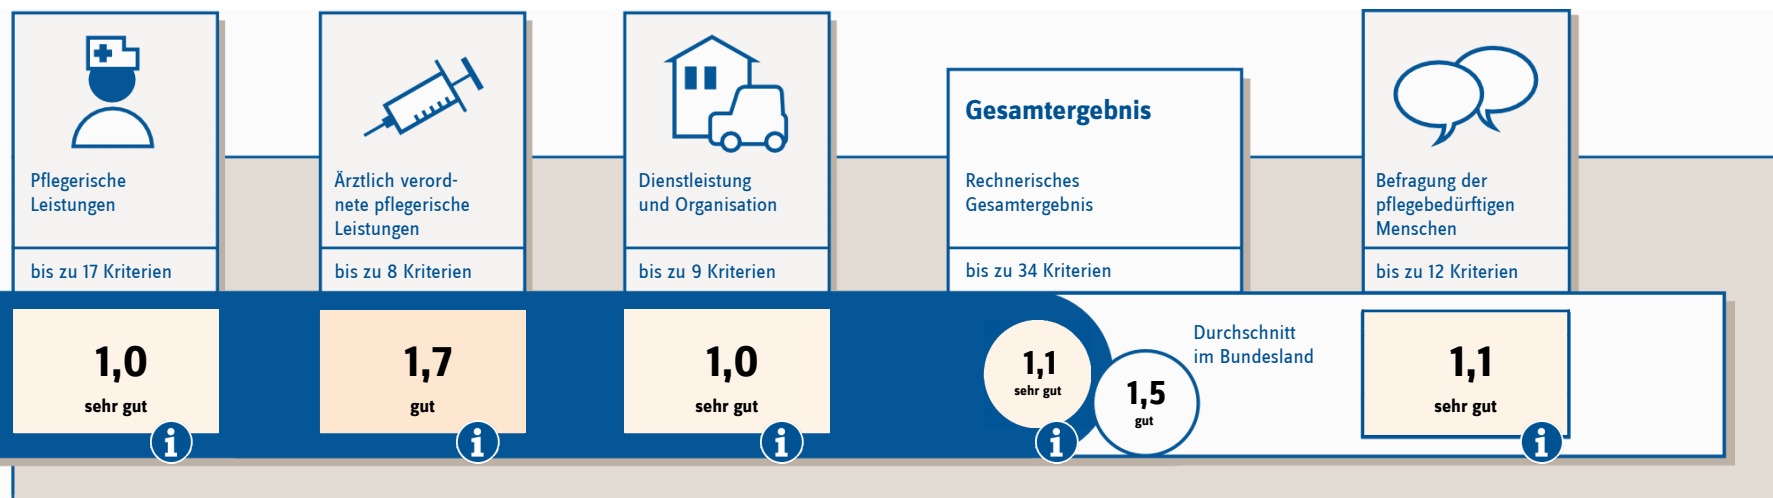 Pflegerische
Leistungen
bis zu 17 Kriterien
1,0
sehr gut
Ärztlich verord-
nete pflegerische
Leistungen
bis zu 8 Kriterien
1,7
gut
Dienstleistung
und Organisation
bis zu 9 Kriterien
1,0
sehr gut
Gesamtergebnis
Rechnerisches
Gesamtergebnis
bis zu 34 Kriterien
1,1
sehr gut
1,5
gut
Durchschnitt
im Bundesland
Befragung der
pflegebedürftigen
Menschen
bis zu 12 Kriterien
1,1
sehr gut